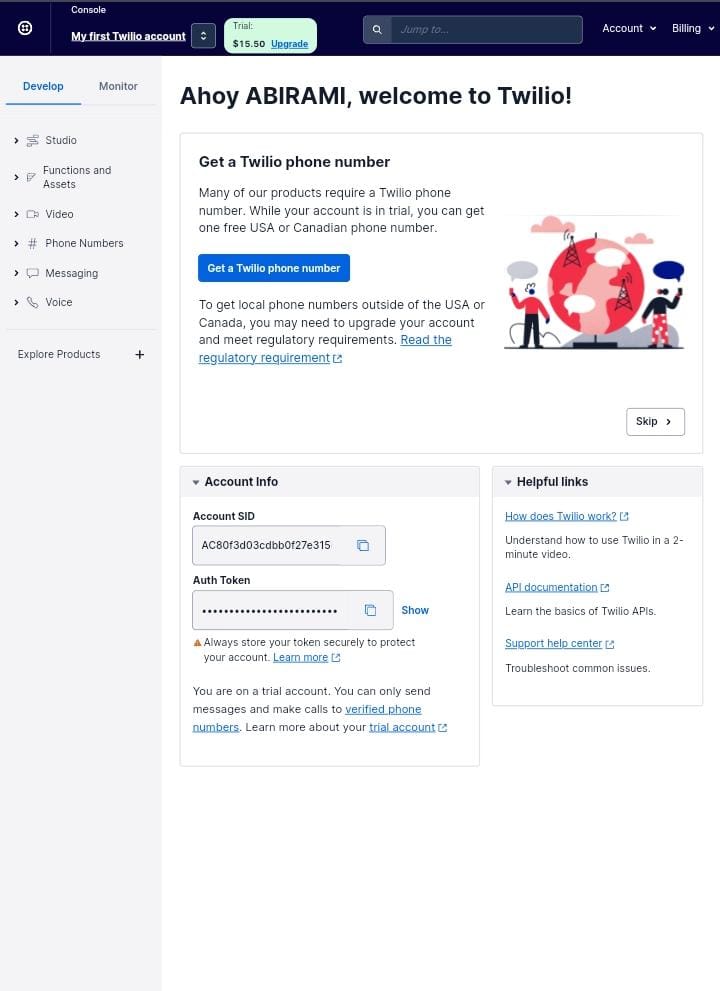 Console
My first Twilio account
Trial:
$15.50 Upgrade
Jump to...
Account
Billing
Develop
Monitor
Studio
Functions and
Assets
Video
Phone Numbers
Messaging
Voice
Explore Products +
Ahoy ABIRAMI, welcome to Twilio!
Get a Twilio phone number
Many of our products require a Twilio phone
number. While your account is in trial, you can get
one free USA or Canadian phone number.
Get a Twilio phone number
To get local phone numbers outside of the USA or
Canada, you may need to upgrade your account
and meet regulatory requirements. Read the
regulatory requirement
Skip
Account Info
Account SID
AC80f3d03cdbb0f27e315
Auth Token
•••••••••••••••••••••••••
Show
Always store your token securely to protect
your account. Learn more
You are on a trial account. You can only send
messages and make calls to verified phone
numbers. Learn more about your trial account
Helpful links
How does Twilio work?
Understand how to use Twilio in a 2-
minute video.
API documentation
Learn the basics of Twilio APIs.
Support help center
Troubleshoot common issues.